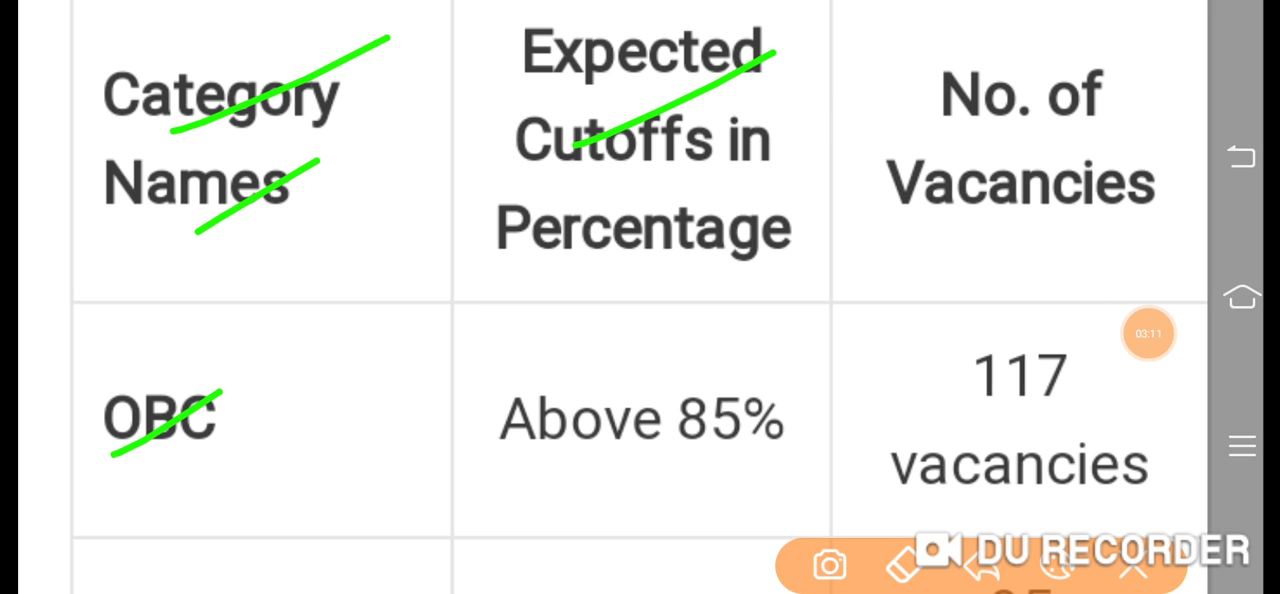 Category
Names
Expected
Cutoffs in
Percentage
No. of
Vacancies
OBC
Above 85%
117
vacancies
03:11
DU RECORDER